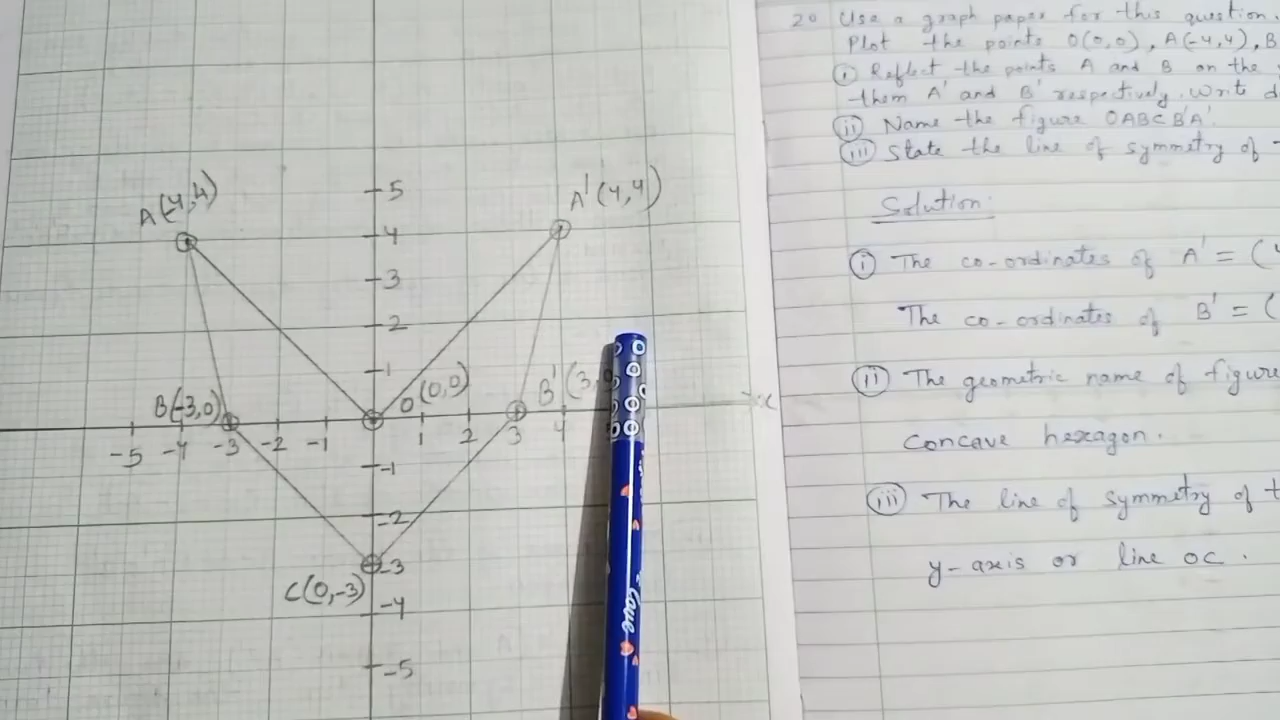 A(-4,4)
A'(4,4)
5
4
3
2
1
O(0,0)
B(-3,0)
B'(3,
-5 -4 -3 -2 -1 1 2 3 4
-1
-2
-3
C(0,-3)
-4
-5
Love
20 Use a graph paper for this question.
Plot the points O(0,0), A(-4,4), B
(i) Reflect the points A and B on the
them A' and B' respectively. Write d
(ii) Name the figure OABCB'A'.
(iii) State the line of symmetry of
Solution:
(i) The co-ordinates of A' = (4
The co-ordinates of B' = (
(ii) The geometric name of figure
concave hexagon.
(iii) The line of symmetry of t
y-axis or line OC.